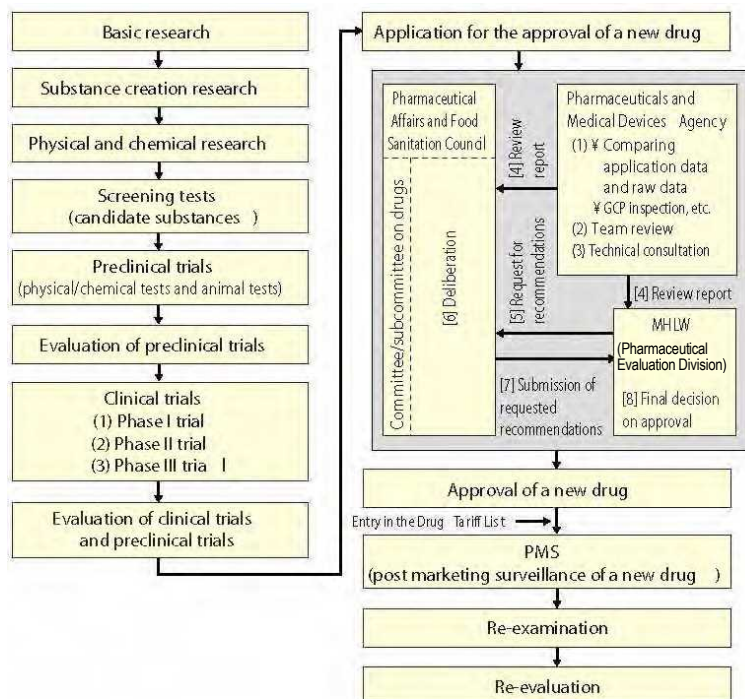 Basic research
Substance creation research
Physical and chemical research
Screening tests
(candidate substances )
Preclinical trials
(physical/chemical tests and animal tests)
Evaluation of preclinical trials
Clinical trials
(1) Phase I trial
(2) Phase II trial
(3) Phase III tria l
Evaluation of clinical trials
and preclinical trials
Application for the approval of a new drug
Pharmaceutical
Affairs and Food
Sanitation Council
Committee/subcommittee on drugs
[6] Deliberation
[4] Review
report
[5] Request for
recommendations
Pharmaceuticals and
Medical Devices Agency
(1) ¥ Comparing
application data
and raw data
¥ GCP inspection, etc.
(2) Team review
(3) Technical consultation
[4] Review report
MHLW
(Pharmaceutical
Evaluation Division)
[8] Final decision
on approval
[7] Submission of
requested
recommendations
Approval of a new drug
Entry in the Drug Tariff List
PMS
(post marketing surveillance of a new drug )
Re-examination
Re-evaluation